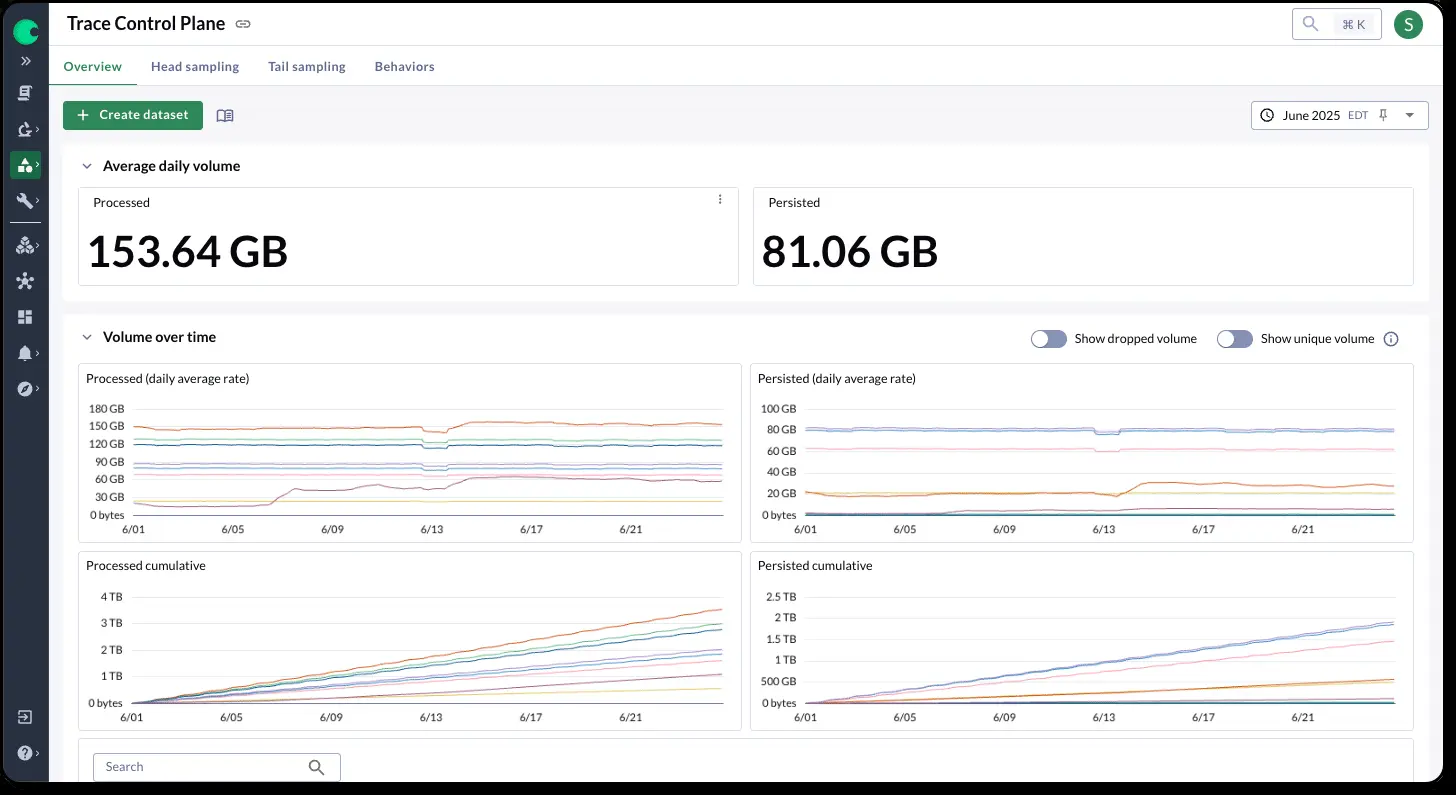 Trace Control Plane
⌘ K
S
Overview Head sampling Tail sampling Behaviors
+ Create dataset
June 2025 EDT
Average daily volume
Processed
153.64 GB
Persisted
81.06 GB
Volume over time
Show dropped volume
Show unique volume
Processed (daily average rate)
180 GB
150 GB
120 GB
90 GB
60 GB
30 GB
0 bytes
6/01 6/05 6/09 6/13 6/17 6/21
Persisted (daily average rate)
100 GB
80 GB
60 GB
40 GB
20 GB
0 bytes
6/01 6/05 6/09 6/13 6/17 6/21
Processed cumulative
4 TB
3 TB
2 TB
1 TB
0 bytes
6/01 6/05 6/09 6/13 6/17 6/21
Persisted cumulative
2.5 TB
2 TB
1.5 TB
1 TB
500 GB
0 bytes
6/01 6/05 6/09 6/13 6/17 6/21
Search